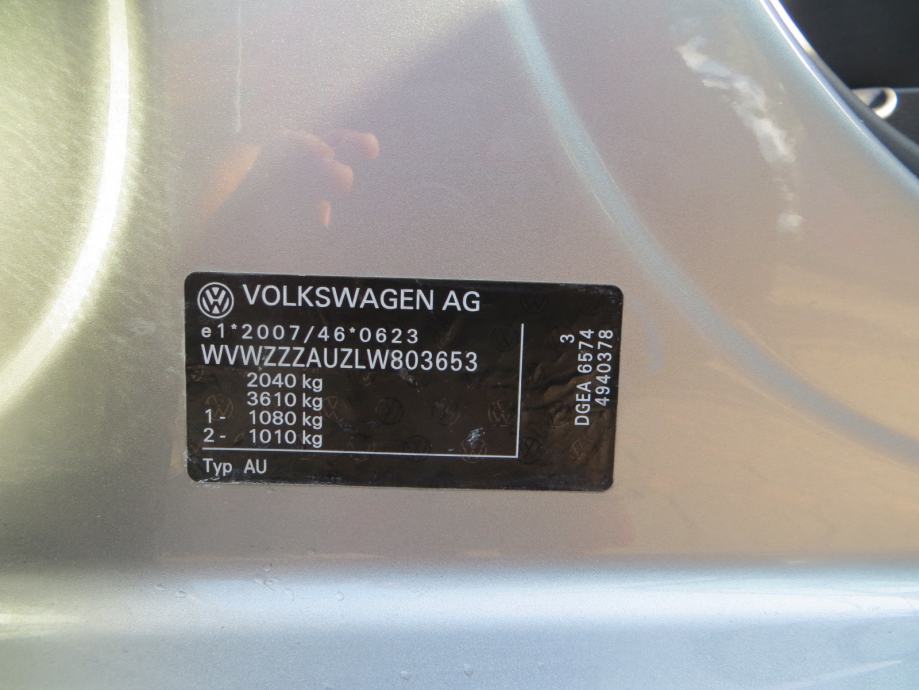 VOLKSWAGEN AG
e1*2007/46*0623
WVWZZZAUZLW803653
2040 kg
3610 kg
1- 1080 kg
2- 1010 kg
Typ AU
3
DGEA 6574
4940378